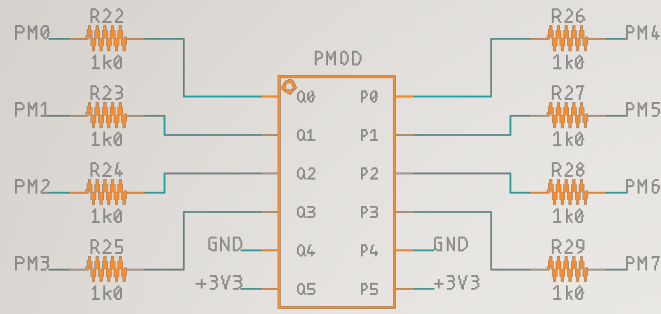 R22
R26
PM0
PM4
1k0
PMOD
1k0
R23
Q0 P0
R27
PM1
PM5
1k0
Q1 P1
1k0
R24
Q2 P2
R28
PM2
PM6
1k0
Q3 P3
1k0
R25
GND
Q4 P4
GND
R29
PM3
PM7
1k0
+3V3
Q5 P5
+3V3
1k0